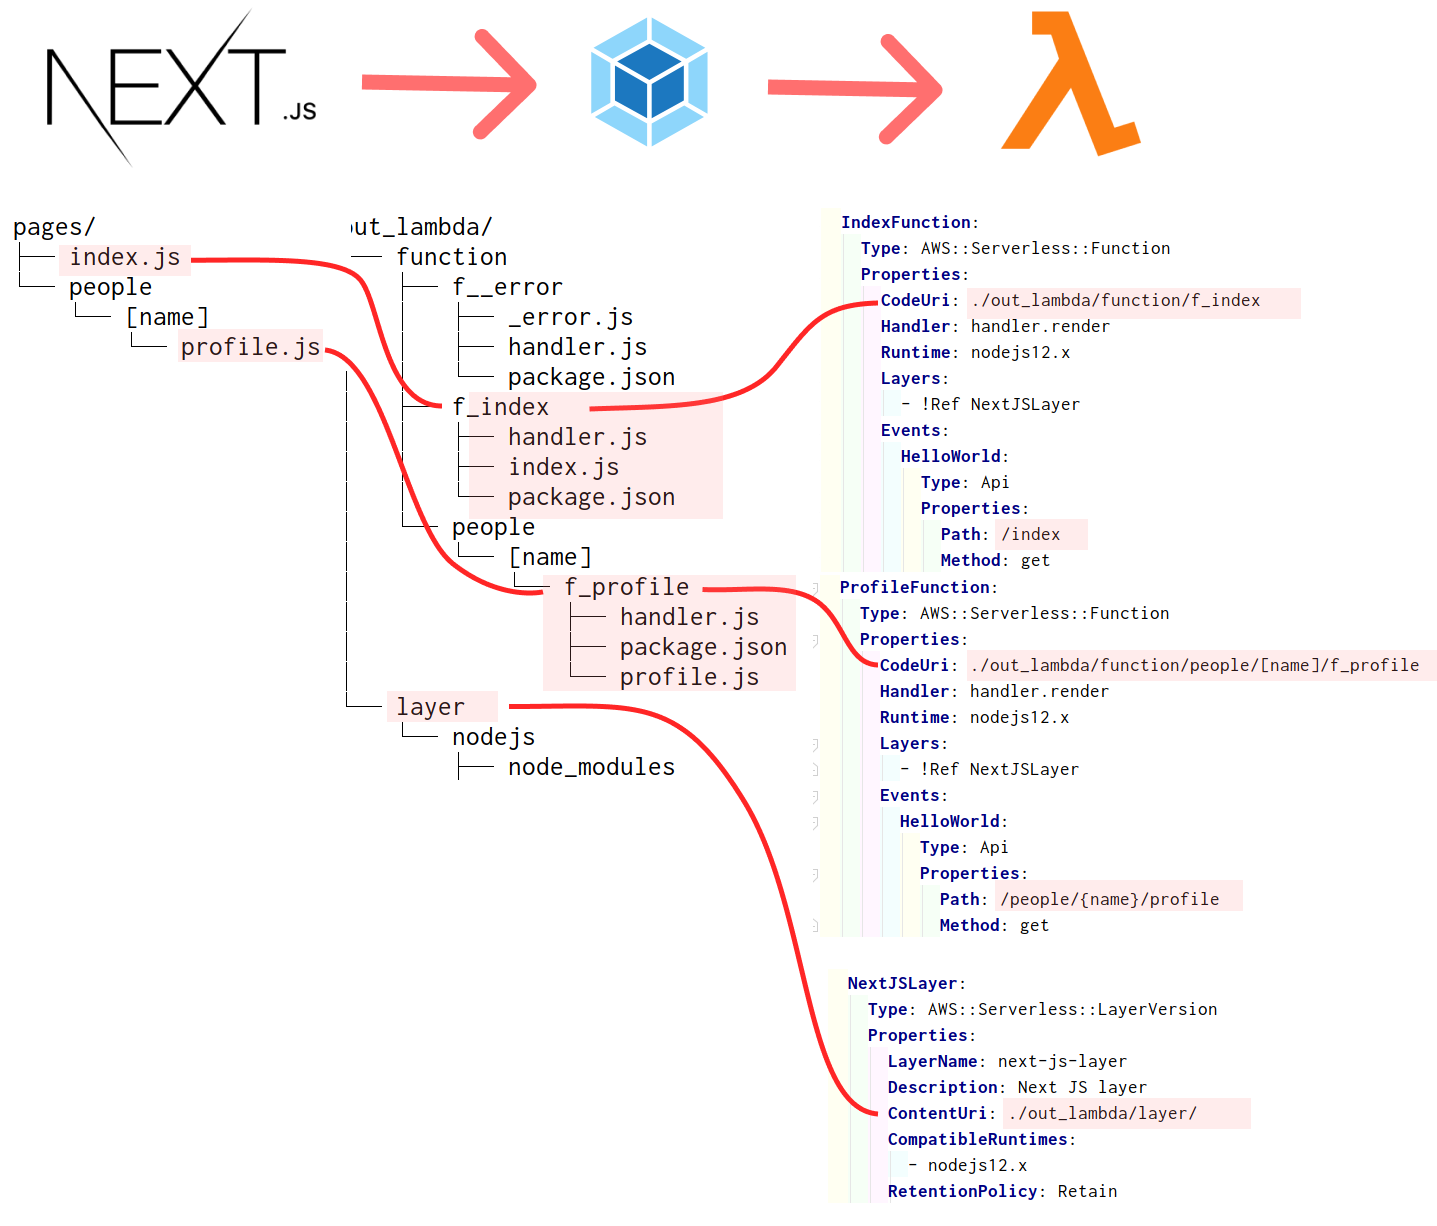 NEXT.JS
pages/
index.js
people
[name]
profile.js
out_lambda/
function
f__error
_error.js
handler.js
package.json
f_index
handler.js
index.js
package.json
people
[name]
f_profile
handler.js
package.json
profile.js
layer
nodejs
node_modules
IndexFunction:
Type: AWS::Serverless::Function
Properties:
CodeUri: ./out_lambda/function/f_index
Handler: handler.render
Runtime: nodejs12.x
Layers:
- !Ref NextJSLayer
Events:
HelloWorld:
Type: Api
Properties:
Path: /index
Method: get
ProfileFunction:
Type: AWS::Serverless::Function
Properties:
CodeUri: ./out_lambda/function/people/[name]/f_profile
Handler: handler.render
Runtime: nodejs12.x
Layers:
- !Ref NextJSLayer
Events:
HelloWorld:
Type: Api
Properties:
Path: /people/{name}/profile
Method: get
NextJSLayer:
Type: AWS::Serverless::LayerVersion
Properties:
LayerName: next-js-layer
Description: Next JS layer
ContentUri: ./out_lambda/layer/
CompatibleRuntimes:
- nodejs12.x
RetentionPolicy: Retain